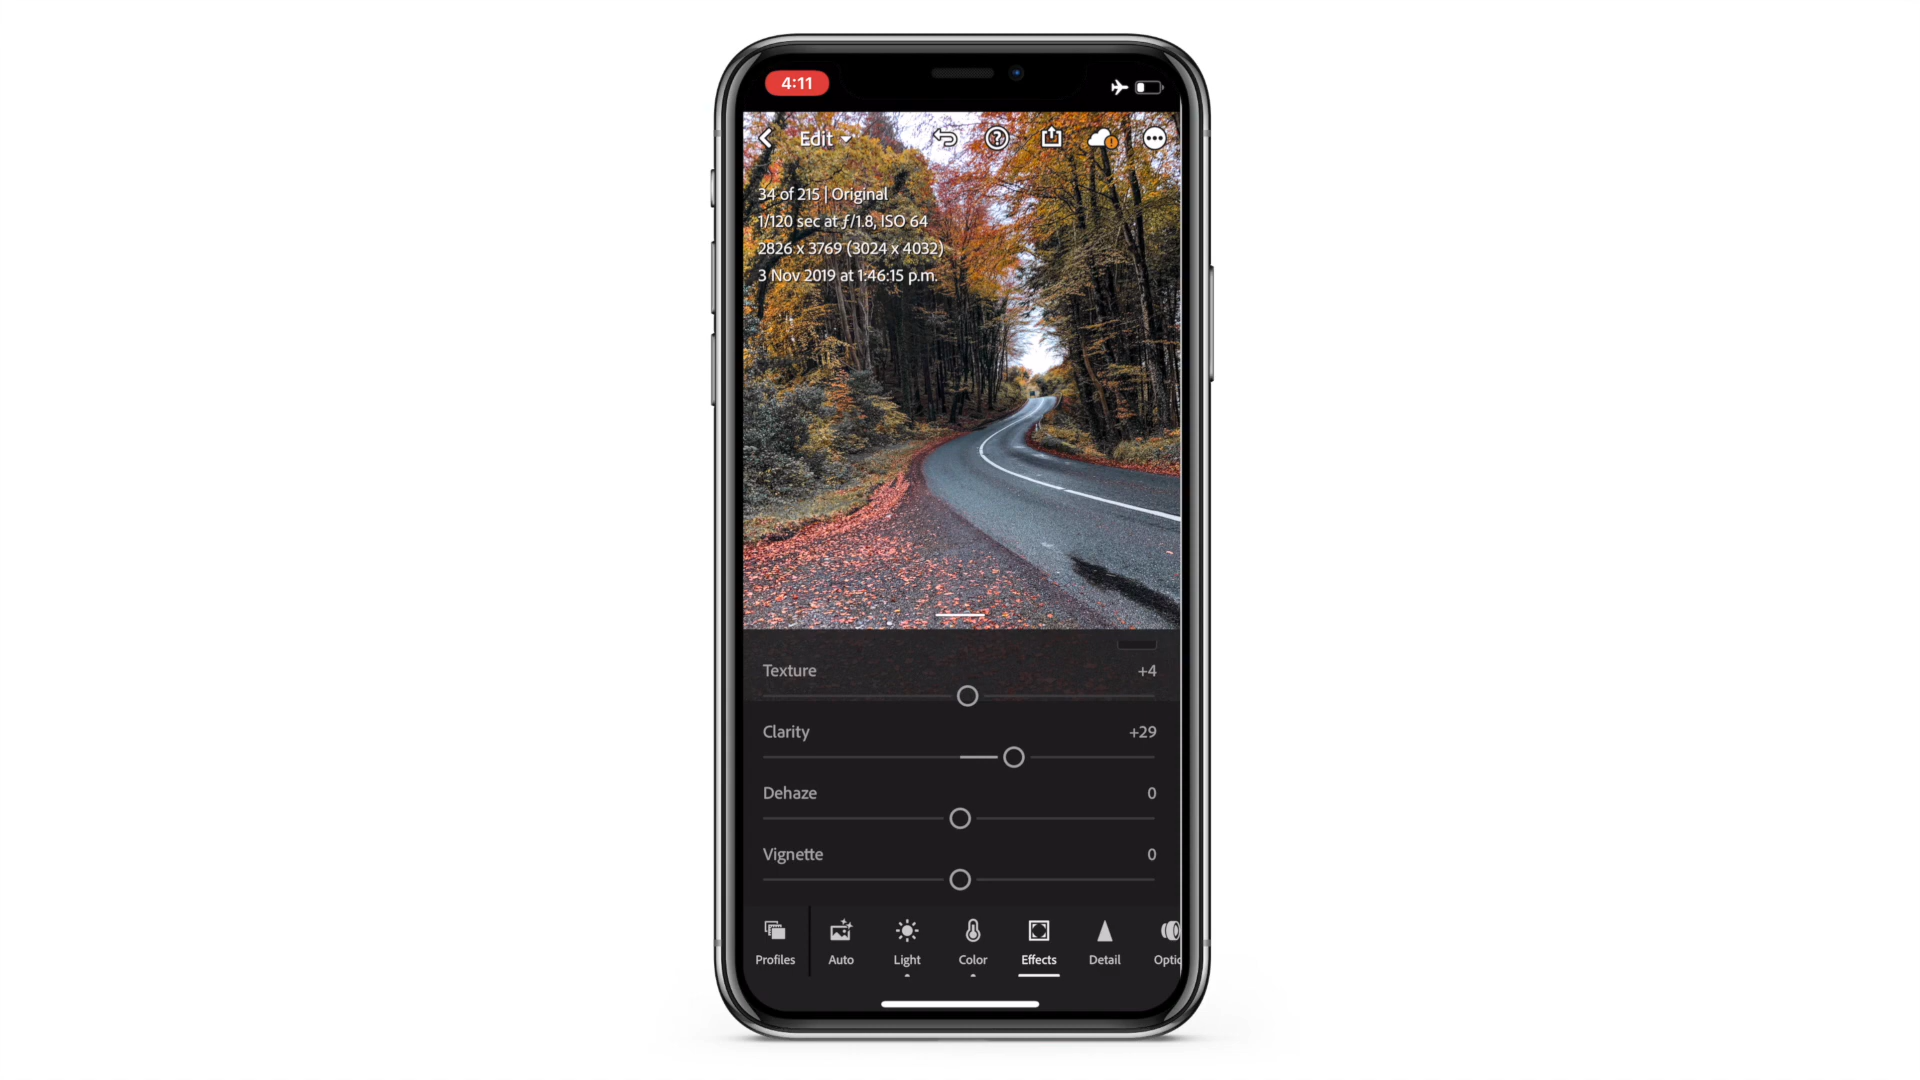 4:11
Edit
34 of 215 | Original
1/120 sec at ƒ/1.8, ISO 64
2826 x 3769 (3024 x 4032)
3 Nov 2019 at 1:46:15 p.m.
Texture +4
Clarity +29
Dehaze 0
Vignette 0
Profiles Auto Light Color Effects Detail Optic